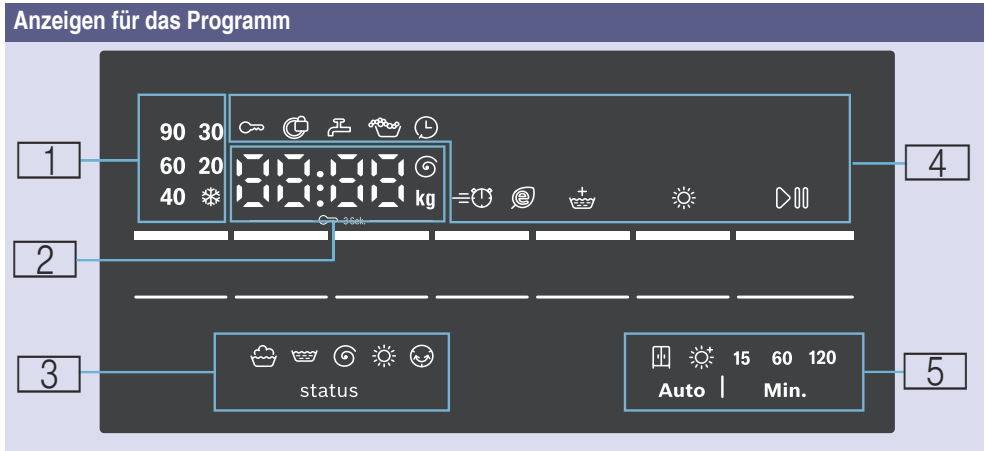 Anzeigen für das Programm
90 30
60 20
40
88:88
kg
3 Sek.
status
15 60 120
Auto | Min.
1
2
3
4
5